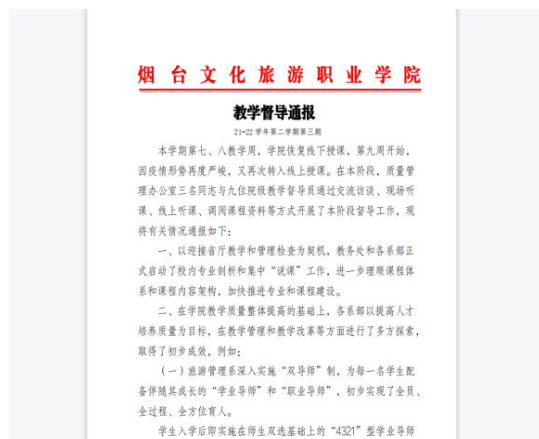 烟台文化旅游职业学院
教学督导通报
21-22 学年第二学期第三期
本学期第七、八教学周，学院恢复线下授课，第九周开始，
因疫情形势再度严峻，又再次转入线上授课。在本阶段，质量管
理办公室三名同志与九位院级教学督导员通过交流访谈、现场听
课、线上听课、调阅课程资料等方式开展了本阶段督导工作，现
将有关情况通报如下：
一、以迎接省厅教学和管理检查为契机，教务处和各系部正
式启动了校内专业剖析和集中“说课”工作，进一步理顺课程体
系和课程内容架构，加快推进专业和课程建设。
二、在学院教学质量整体提高的基础上，各系部以提高人才
培养质量为目标，在教学管理和教学改革等方面进行了多方探索，
取得了初步成效，例如：
（一）旅游管理系深入实施“双导师”制，为每一名学生配
备伴随其成长的“学业导师”和“职业导师”，初步实现了全员、
全过程、全方位育人。
学生入学后即实施在师生双选基础上的“4321”型学业导师